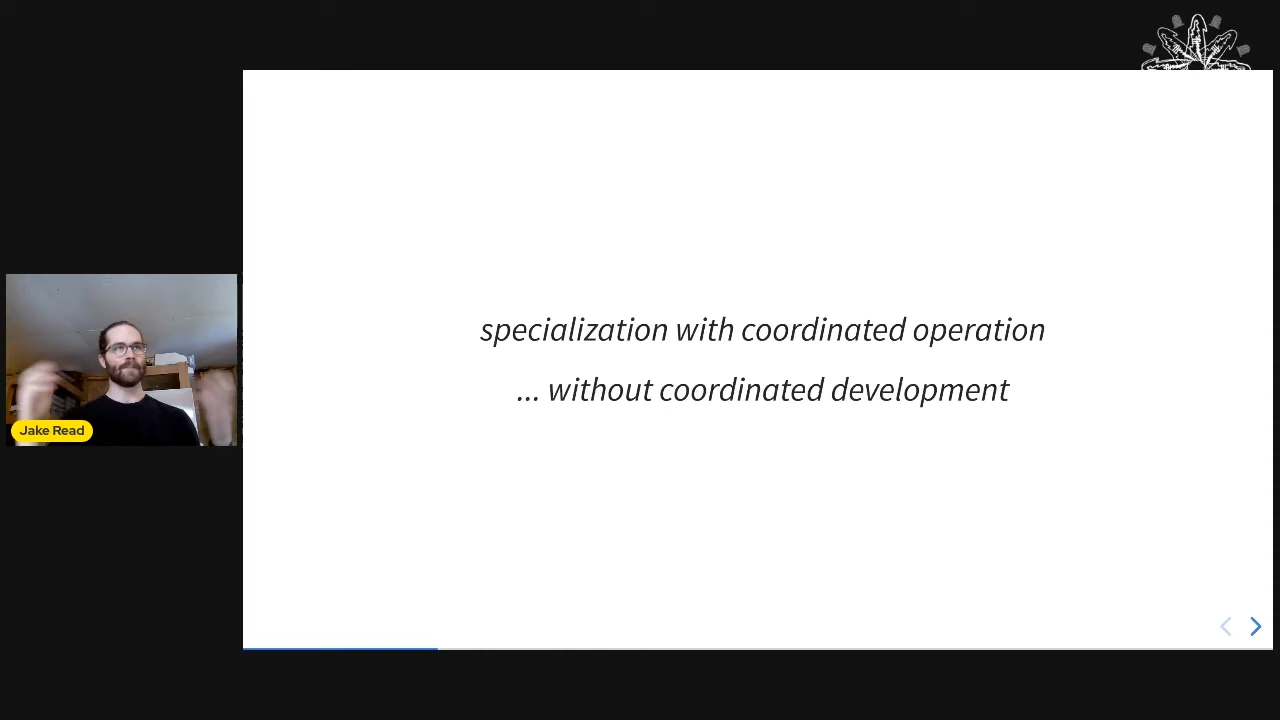 specialization with coordinated operation
... without coordinated development
Jake Read